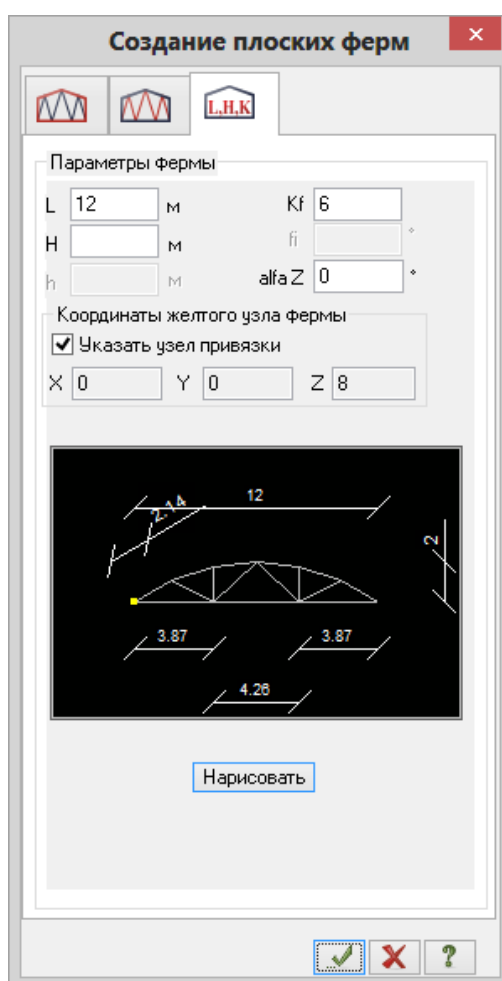 Создание плоских ферм
L,H,K
Параметры фермы
L 12 м Kf 6
H м fi °
h м alfa Z 0 °
Координаты желтого узла фермы
Указать узел привязки
X 0 Y 0 Z 8
12
2.14
2
3.87 3.87
4.26
Нарисовать
?